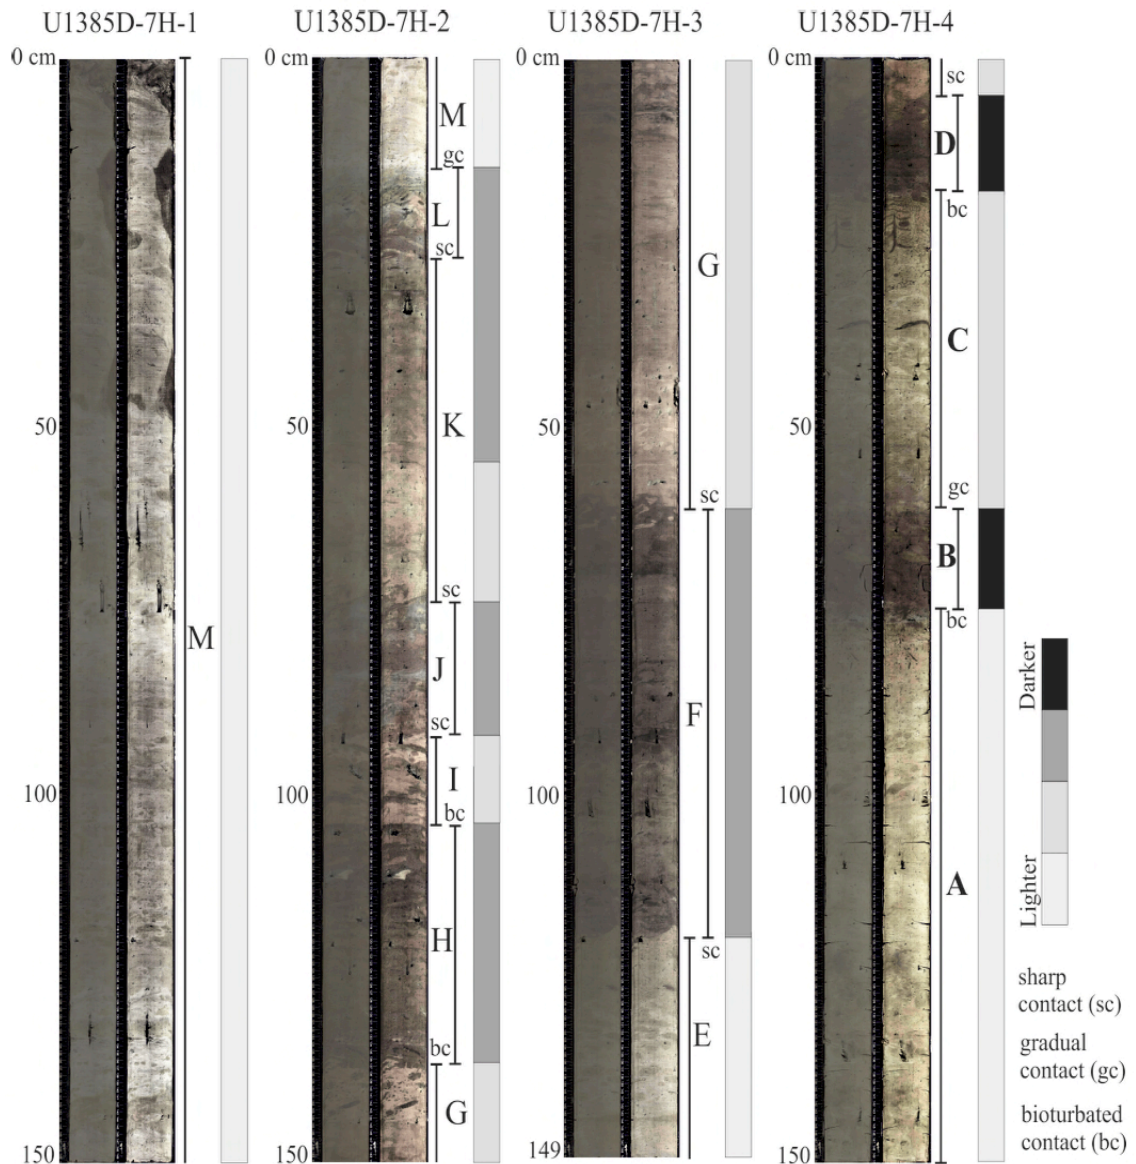 U1385D-7H-1
U1385D-7H-2
U1385D-7H-3
U1385D-7H-4
0 cm
50
100
150
M
0 cm
50
100
150
M
gc
L
sc
K
sc
J
sc
I
bc
H
bc
G
0 cm
50
100
149
G
sc
F
sc
E
0 cm
50
100
150
sc
D
bc
C
gc
B
bc
A
Darker
Lighter
sharp
contact (sc)
gradual
contact (gc)
bioturbated
contact (bc)